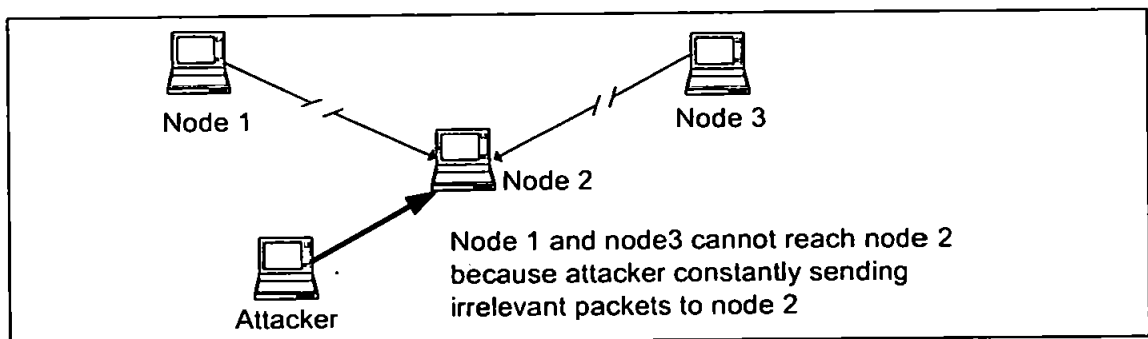 Node 1
Node 3
Node 2
Node 1 and node3 cannot reach node 2
because attacker constantly sending
irrelevant packets to node 2
Attacker